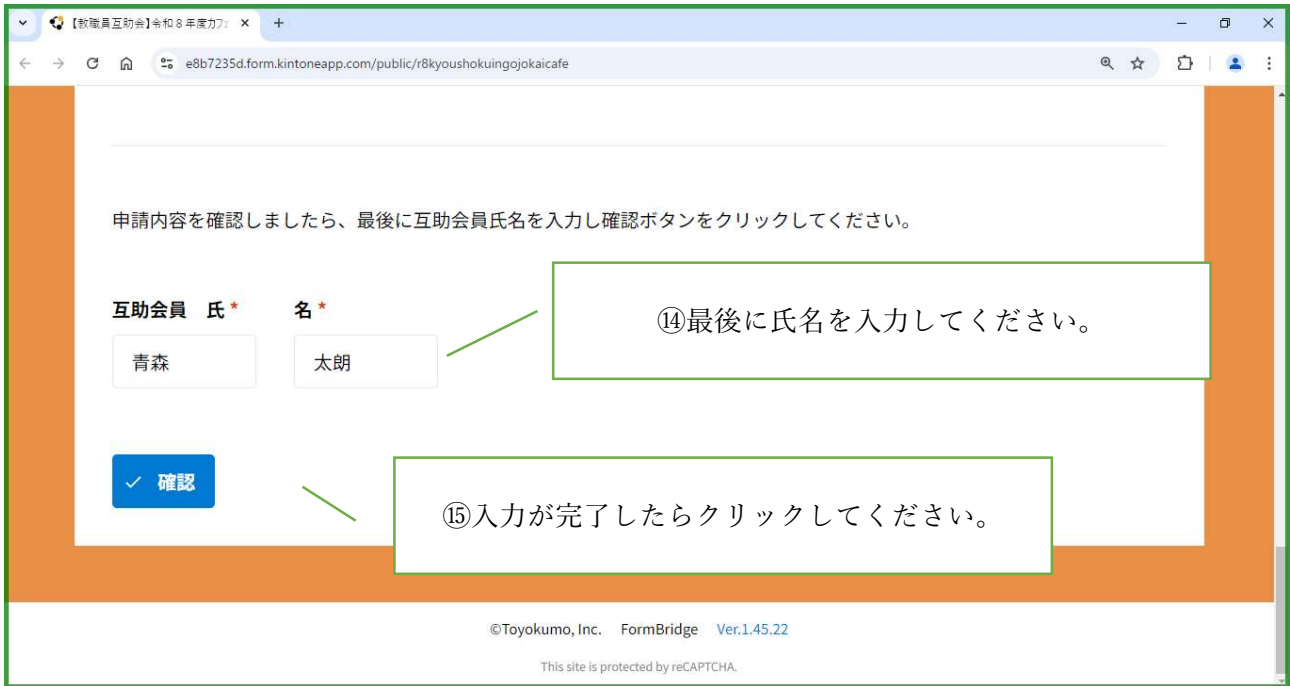 【教職員互助会】令和８年度カフェ
e8b7235d.form.kintoneapp.com/public/r8kyoushokuingojokaicafe
申請内容を確認しましたら、最後に互助会員氏名を入力し確認ボタンをクリックしてください。
互助会員　氏 * 名 *
⑭最後に氏名を入力してください。
青森 太朗
確認
⑮入力が完了したらクリックしてください。
©Toyokumo, Inc. FormBridge Ver.1.45.22
This site is protected by reCAPTCHA.